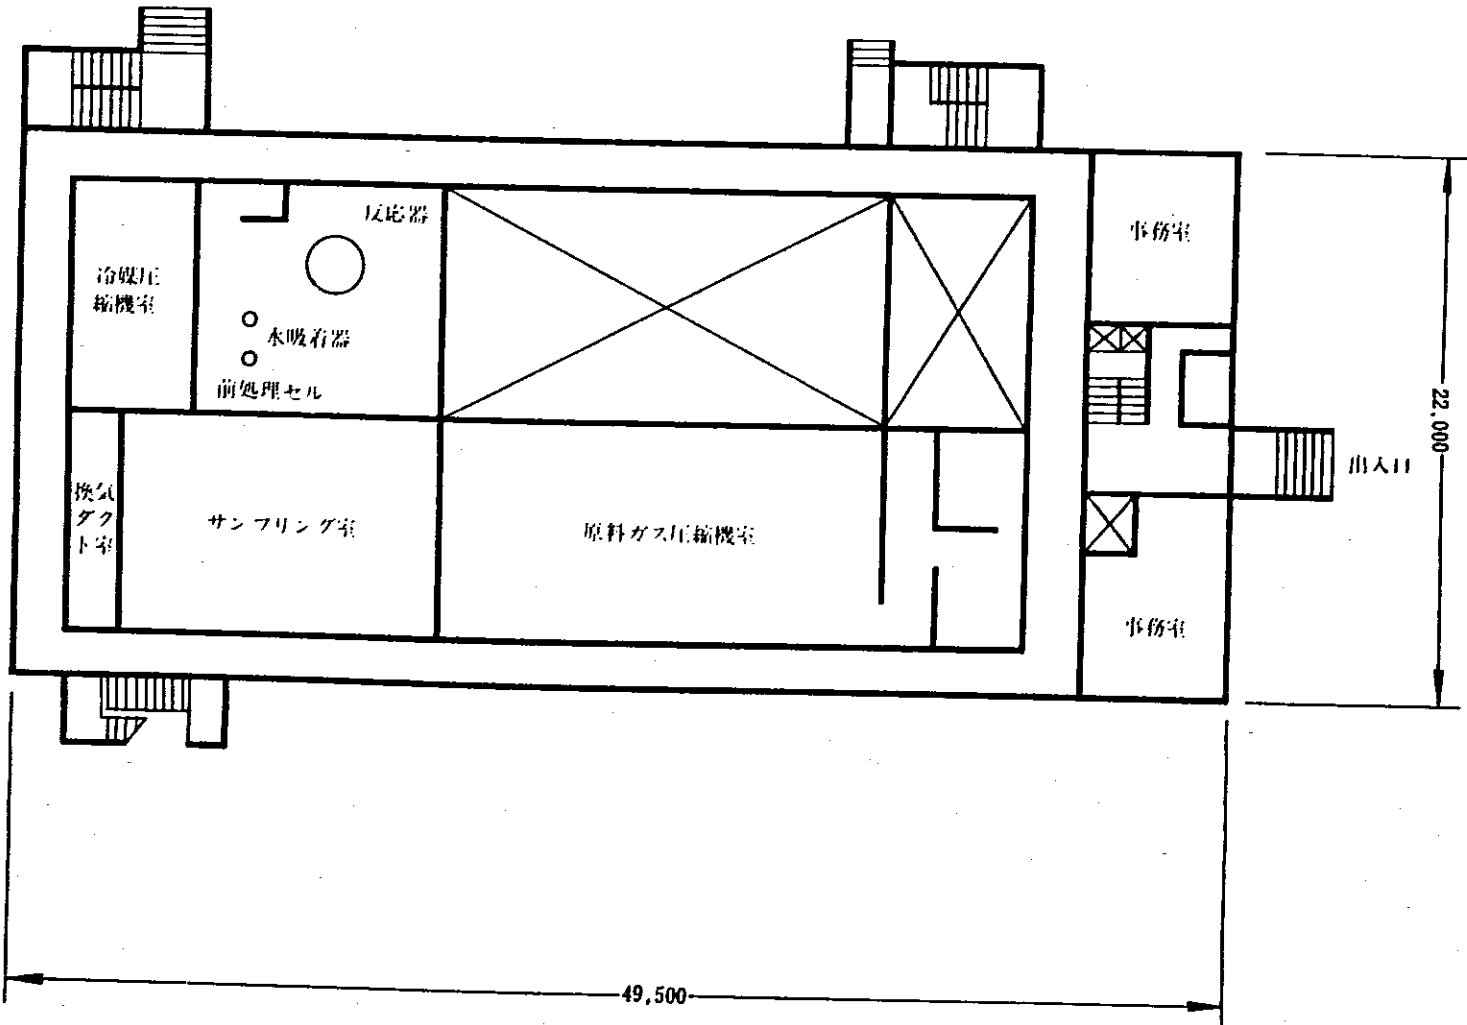 反応器
事務室
冷媒圧
縮機室
水吸着器
前処理セル
22,000
出入口
換気
ダク
ト室
サンプリング室
原料ガス圧縮機室
事務室
49,500